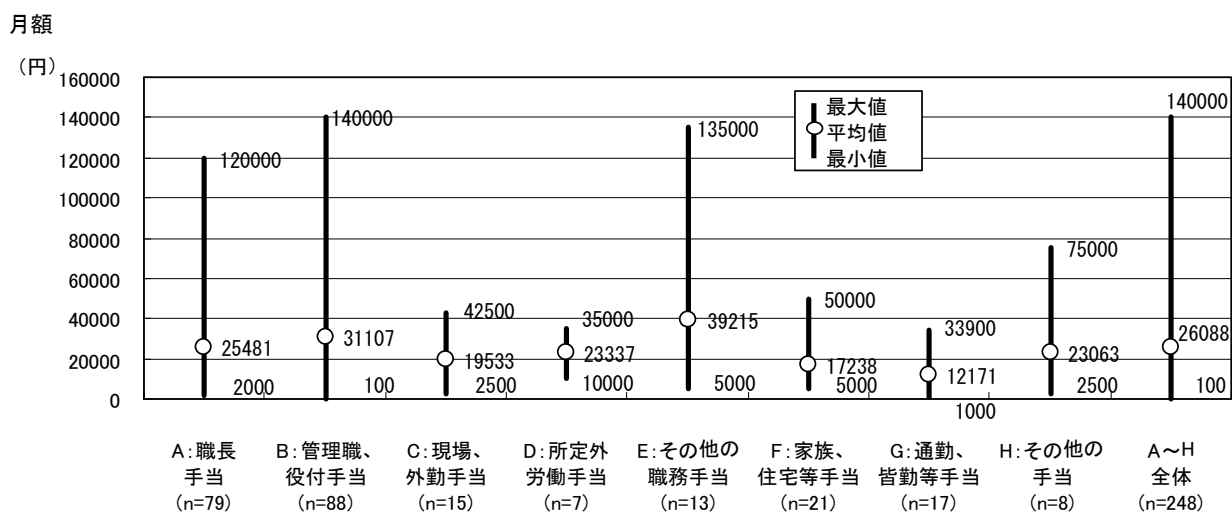 月額
（円）
160000
140000
120000
100000
80000
60000
40000
20000
0
最大値
平均値
最小値
120000
25481
2000
140000
31107
100
42500
19533
2500
35000
23337
10000
135000
39215
5000
50000
17238
5000
33900
12171
1000
75000
23063
2500
140000
26088
100
A：職長
手当
(n=79)
B：管理職、
役付手当
(n=88)
C：現場、
外勤手当
(n=15)
D：所定外
労働手当
(n=7)
E：その他の
職務手当
(n=13)
F：家族、
住宅等手当
(n=21)
G：通勤、
皆勤等手当
(n=17)
H：その他の
手当
(n=8)
A～H
全体
(n=248)